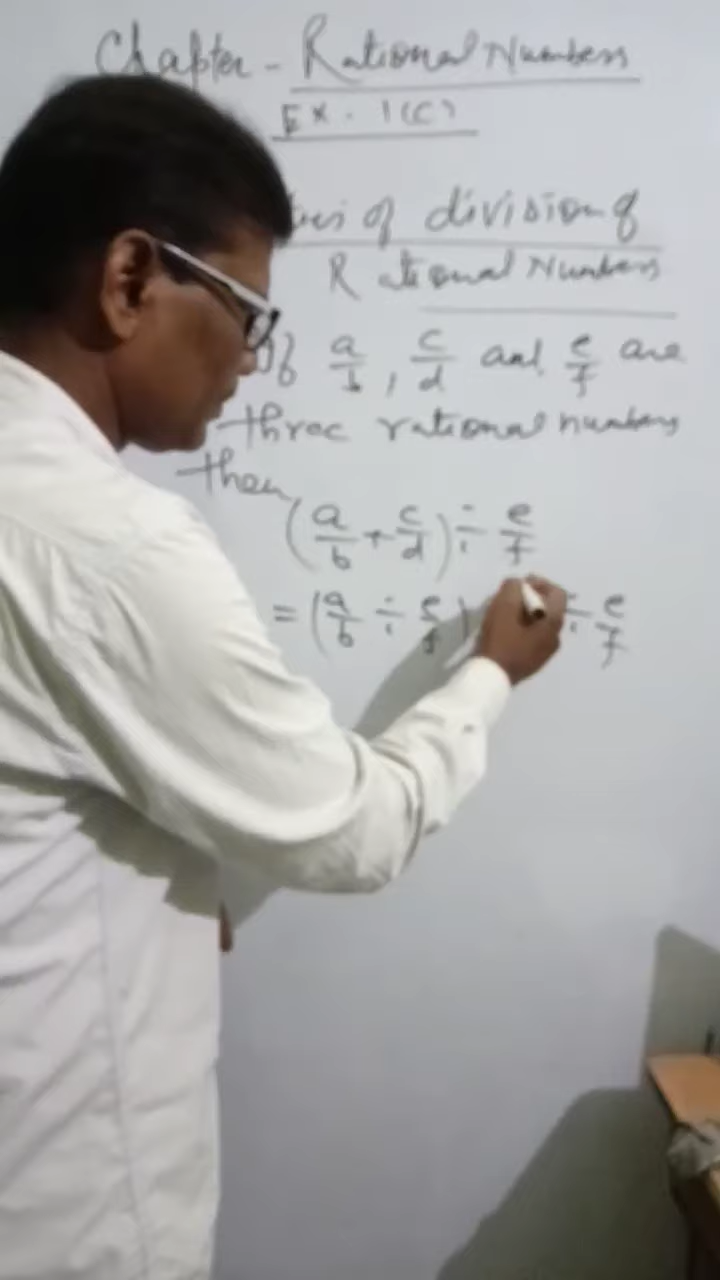 Chapter - Rational Numbers
Ex. 1(C)
of division of
Rational Numbers
If a/b, c/d and e/f are
three rational numbers
then
(a/b + c/d) ÷ e/f
= (a/b ÷ e/f) ÷ e/f